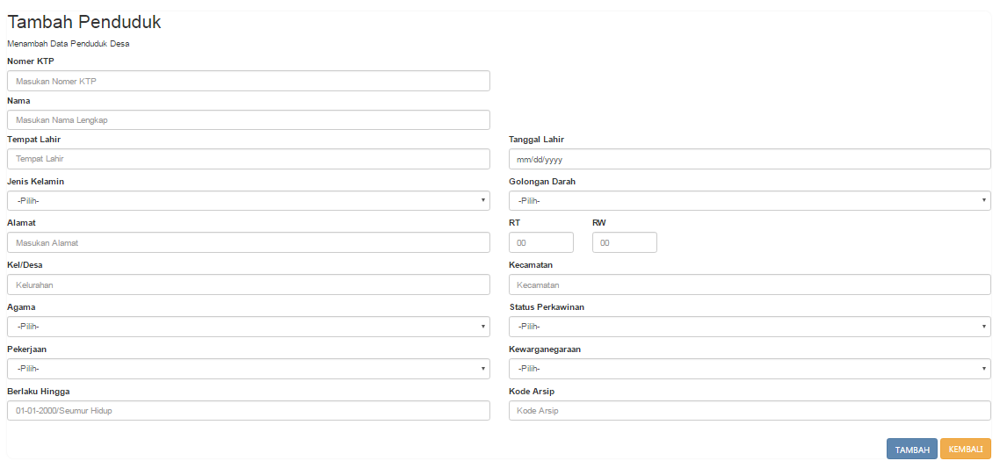 Tambah Penduduk
Menambah Data Penduduk Desa
Nomer KTP
Masukan Nomer KTP
Nama
Masukan Nama Lengkap
Tempat Lahir Tanggal Lahir
Tempat Lahir mm/dd/yyyy
Jenis Kelamin Golongan Darah
-Pilih- -Pilih-
Alamat RT RW
Masukan Alamat 00 00
Kel/Desa Kecamatan
Kelurahan Kecamatan
Agama Status Perkawinan
-Pilih- -Pilih-
Pekerjaan Kewarganegaraan
-Pilih- -Pilih-
Berlaku Hingga Kode Arsip
01-01-2000/Seumur Hidup Kode Arsip
TAMBAH KEMBALI